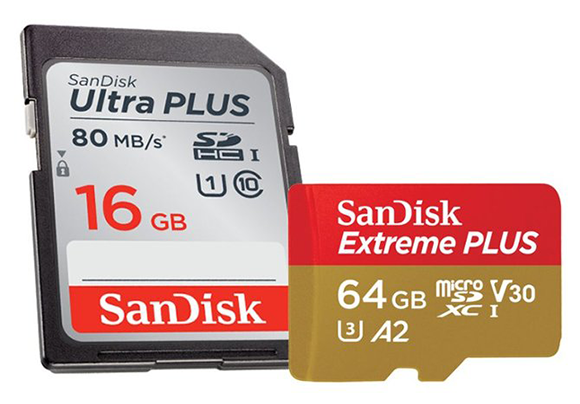 SanDisk
Ultra PLUS
80 MB/s*
SD HC I
U1 10
16 GB
SanDisk
SanDisk
Extreme PLUS
64 GB micro SD XC I V30
U3 A2